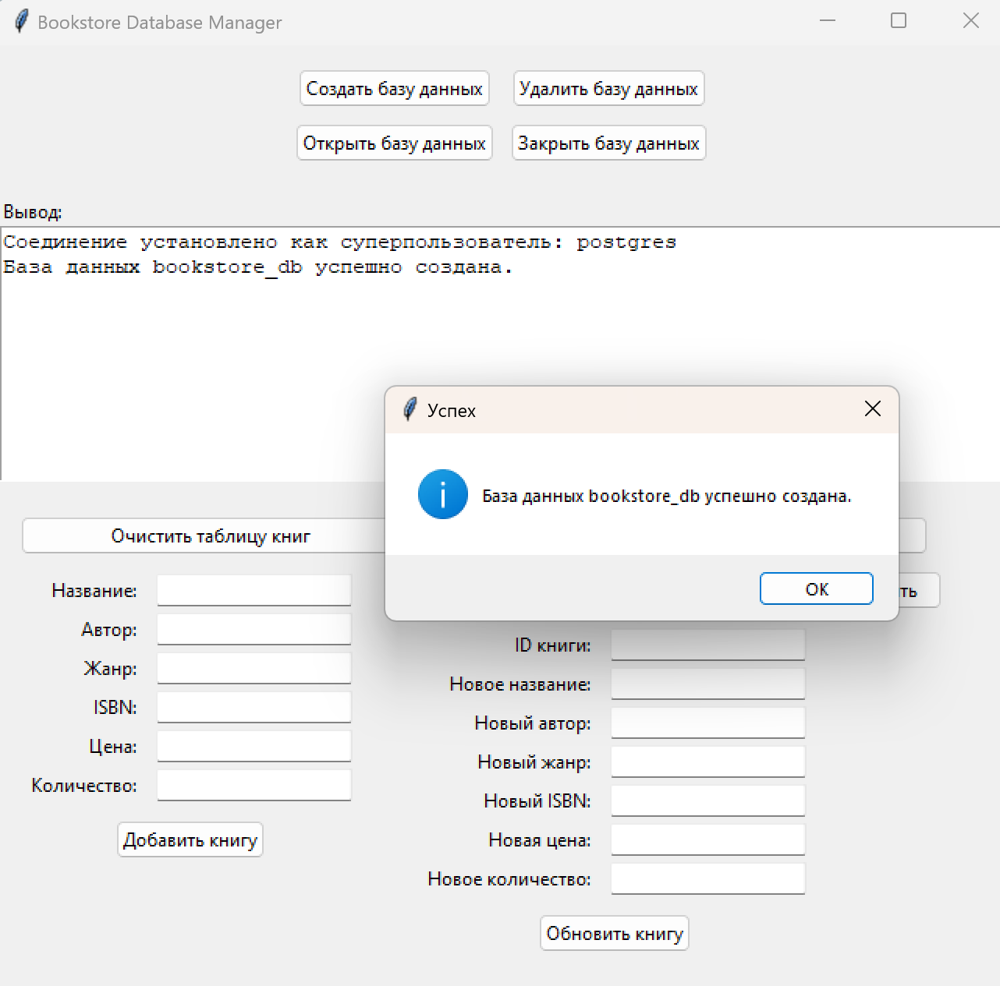 Bookstore Database Manager
Создать базу данных
Удалить базу данных
Открыть базу данных
Закрыть базу данных
Вывод:
Соединение установлено как суперпользователь: postgres
База данных bookstore_db успешно создана.
Успех
База данных bookstore_db успешно создана.
OK
Очистить таблицу книг
Название:
Автор:
Жанр:
ISBN:
Цена:
Количество:
Добавить книгу
ID книги:
Новое название:
Новый автор:
Новый жанр:
Новый ISBN:
Новая цена:
Новое количество:
Обновить книгу